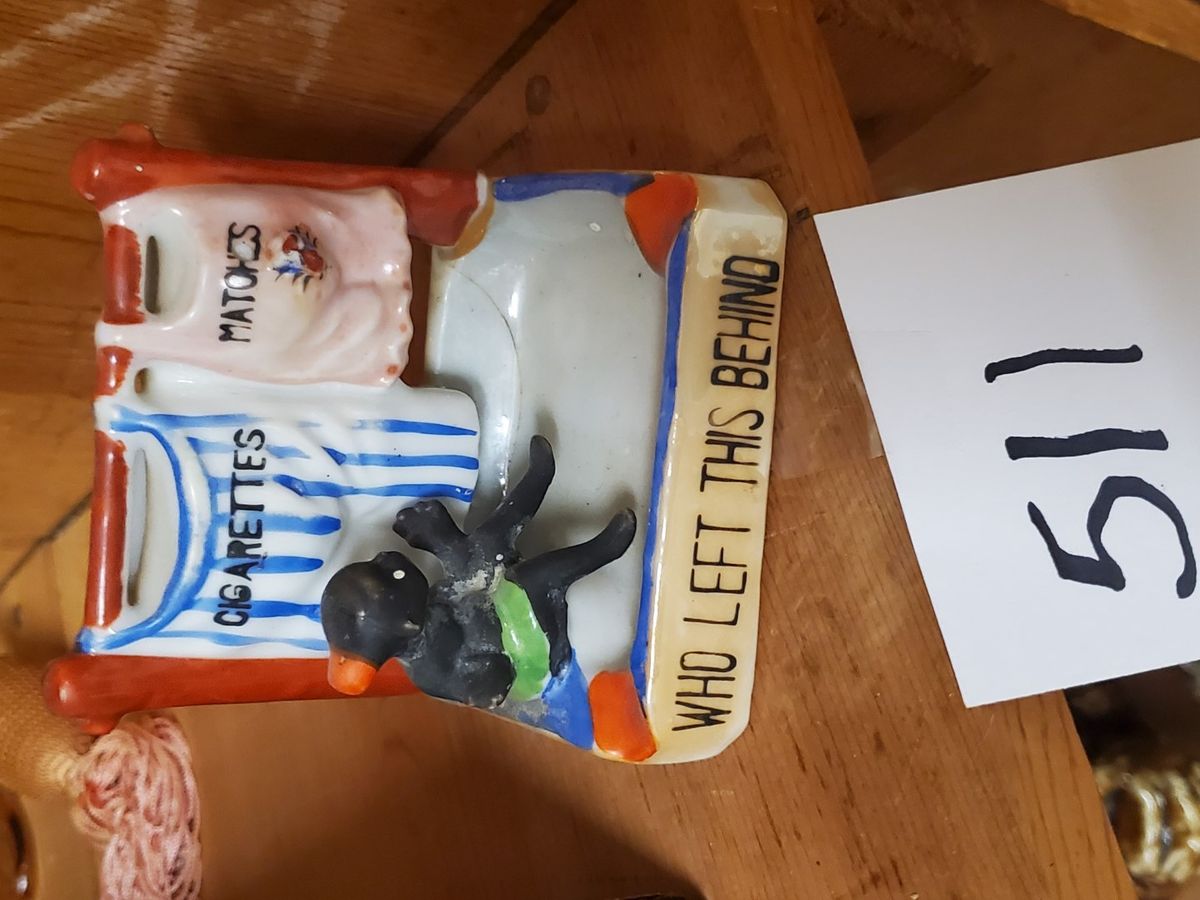 MATCHES
CIGARETTES
WHO LEFT THIS BEHIND
511